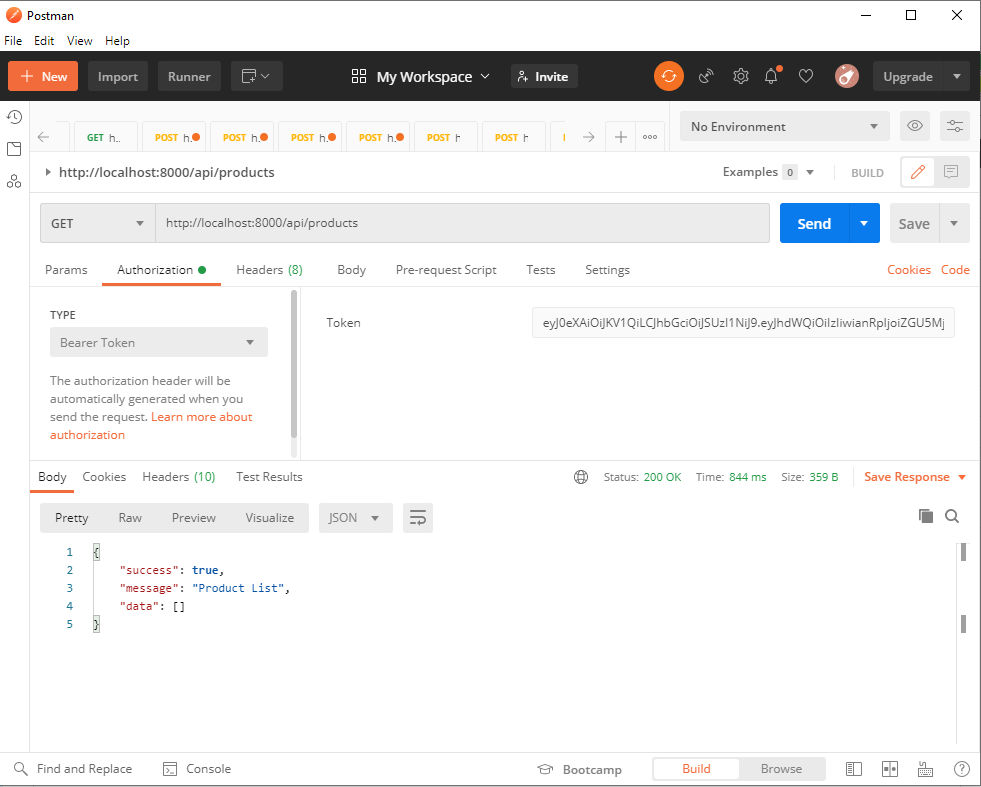 Postman
File Edit View Help
New Import Runner My Workspace Invite Upgrade
GET h.. POST h. POST h. POST h. POST h. POST h POST h No Environment
http://localhost:8000/api/products Examples 0 BUILD
GET http://localhost:8000/api/products Send Save
Params Authorization Headers (8) Body Pre-request Script Tests Settings Cookies Code
TYPE
Bearer Token
The authorization header will be
automatically generated when you
send the request. Learn more about
authorization
Token
Body Cookies Headers (10) Test Results Status: 200 OK Time: 844 ms Size: 359 B Save Response
Pretty Raw Preview Visualize JSON
1 {
2 "success": true,
3 "message": "Product List",
4 "data": []
5 }
Find and Replace Console Bootcamp Build Browse